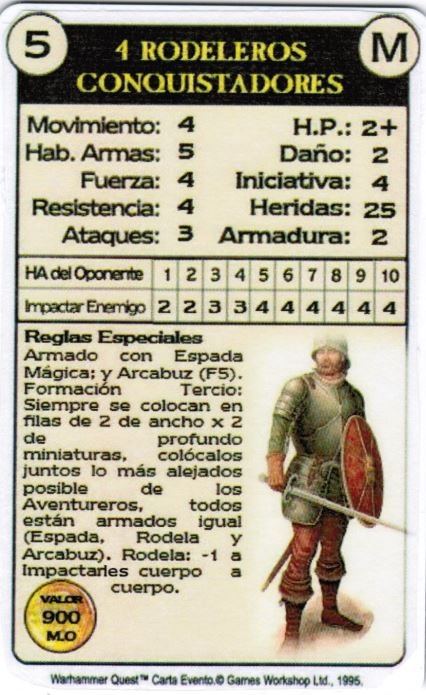 5
4 RODELEROS
CONQUISTADORES
M
Movimiento: 4 H.P.: 2+
Hab. Armas: 5 Daño: 2
Fuerza: 4 Iniciativa: 4
Resistencia: 4 Heridas: 25
Ataques: 3 Armadura: 2
HA del Oponente 1 2 3 4 5 6 7 8 9 10
Impactar Enemigo 2 2 3 3 4 4 4 4 4 4
Reglas Especiales
Armado con Espada
Mágica; y Arcabuz (F5).
Formación Tercio:
Siempre se colocan en
filas de 2 de ancho x 2
de profundo
miniaturas, colócalos
juntos lo más alejados
posible de los
Aventureros, todos
están armados igual
(Espada, Rodela y
Arcabuz). Rodela: -1 a
Impactarles cuerpo a
cuerpo.
VALOR
900
M.O
Warhammer Quest™ Carta Evento.© Games Workshop Ltd., 1995.